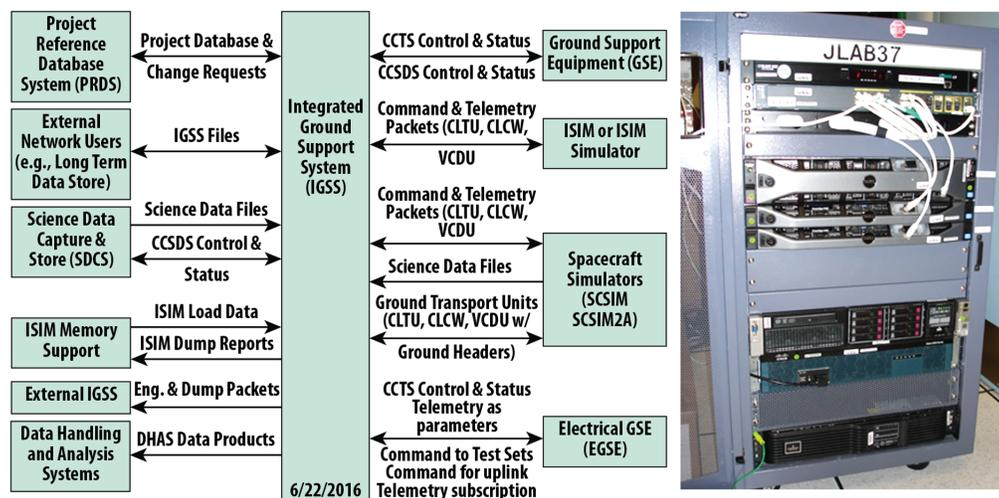 Project
Reference
Database
System (PRDS)
Project Database &
Change Requests
External
Network Users
(e.g., Long Term
Data Store)
IGSS Files
Science Data
Capture &
Store (SDCS)
Science Data Files
CCSDS Control &
Status
ISIM Memory
Support
ISIM Load Data
ISIM Dump Reports
External IGSS
Eng. & Dump Packets
Data Handling
and Analysis
Systems
DHAS Data Products
Integrated
Ground
Support
System
(IGSS)
6/22/2016
CCTS Control & Status
CCSDS Control & Status
Ground Support
Equipment (GSE)
Command & Telemetry
Packets (CLTU, CLCW,
VCDU
ISIM or ISIM
Simulator
Command & Telemetry
Packets (CLTU, CLCW,
VCDU
Science Data Files
Ground Transport Units
(CLTU, CLCW, VCDU w/
Ground Headers)
Spacecraft
Simulators
(SCSIM
SCSIM2A)
CCTS Control & Status
Telemetry as
parameters
Command to Test Sets
Command for uplink
Telemetry subscription
Electrical GSE
(EGSE)
JLAB37